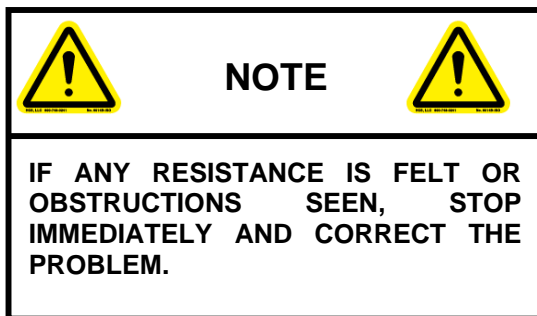 NOTE
IF ANY RESISTANCE IS FELT OR
OBSTRUCTIONS SEEN, STOP
IMMEDIATELY AND CORRECT THE
PROBLEM.